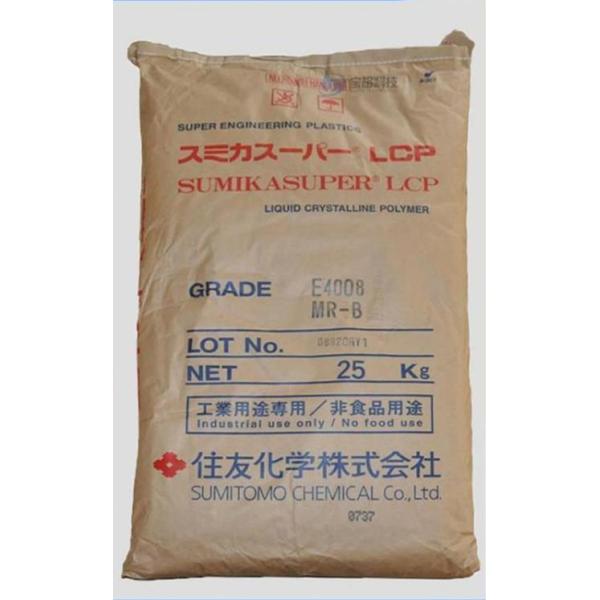 SUPER ENGINEERING PLASTICS
スミカスーパー® LCP
SUMIKASUPER® LCP
LIQUID CRYSTALLINE POLYMER
GRADE E4008
MR-B
LOT No.
NET 25 Kg
工業用途専用/非食品用途
Industrial use only / No food use
住友化学株式会社
SUMITOMO CHEMICAL Co., Ltd.
0737